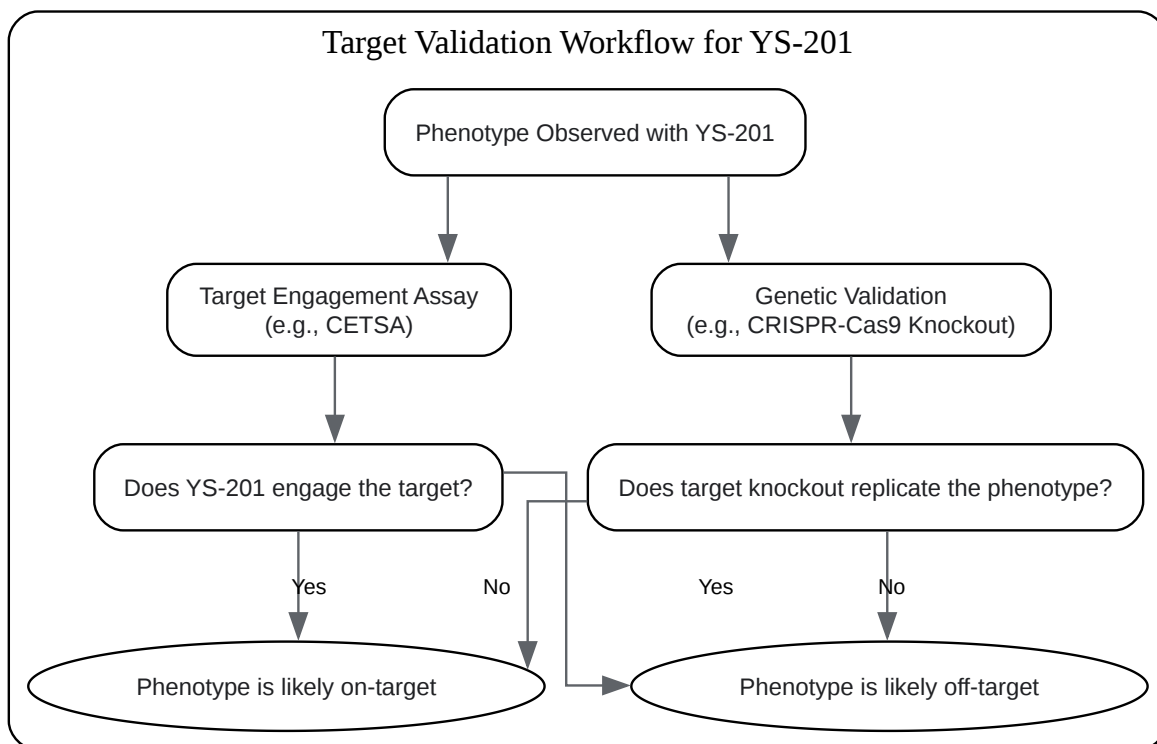 Target Validation Workflow for YS-201
Phenotype Observed with YS-201
Target Engagement Assay
(e.g., CETSA)
Genetic Validation
(e.g., CRISPR-Cas9 Knockout)
Does YS-201 engage the target?
Does target knockout replicate the phenotype?
Yes
No
Yes
No
Phenotype is likely on-target
Phenotype is likely off-target